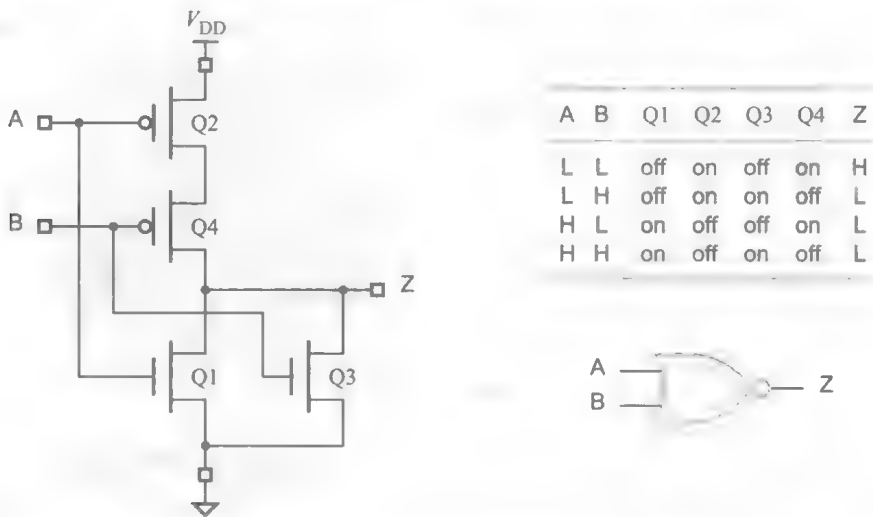 V_DD
A
Q2
B
Q4
Z
Q1
Q3
A B Q1 Q2 Q3 Q4 Z
L L off on off on H
L H off on on off L
H L on off off on L
H H on off on off L
A
B
Z